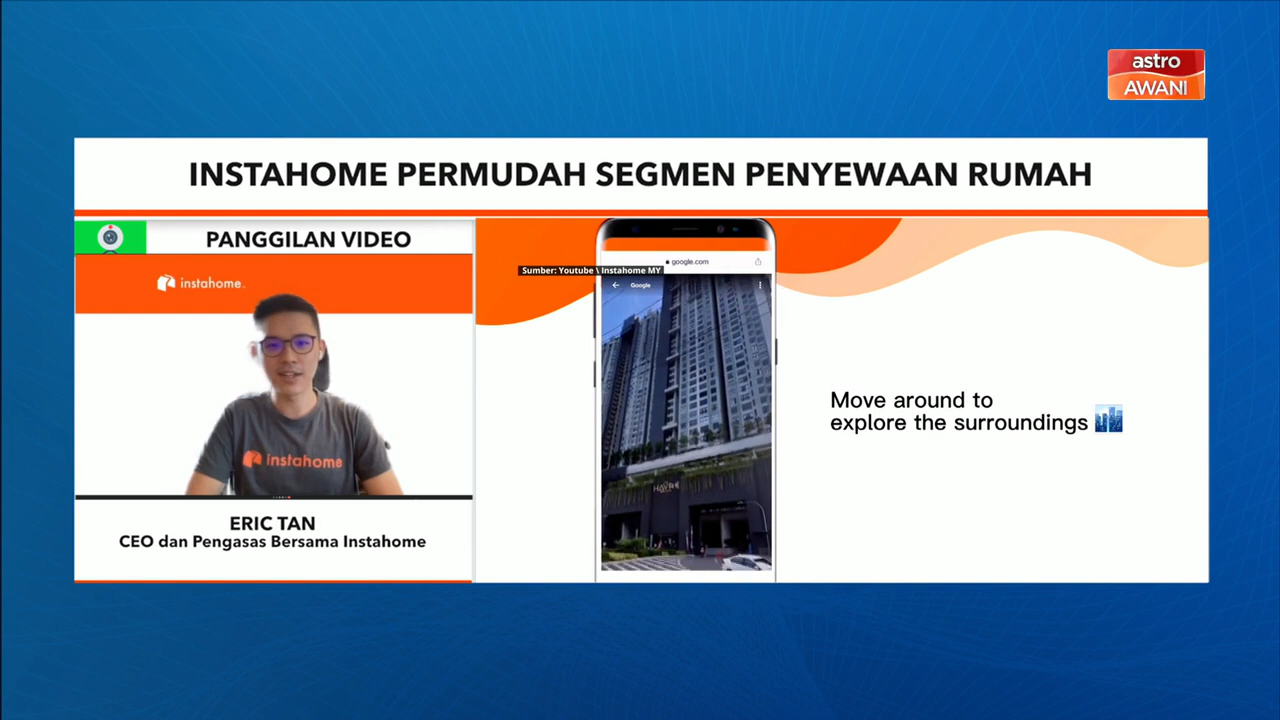 astro
AWANI
INSTAHOME PERMUDAH SEGMEN PENYEWAAN RUMAH
PANGGILAN VIDEO
instahome.
instahome
ERIC TAN
CEO dan Pengasas Bersama Instahome
Sumber: Youtube \ Instahome MY
google.com
Google
HAVRE
Move around to
explore the surroundings